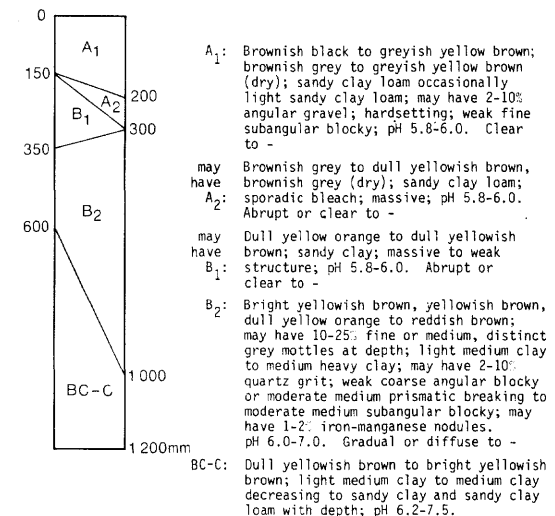 0
150
350
600
200
300
1 000
1 200mm
A1
A2
B1
B2
BC-C
A1: Brownish black to greyish yellow brown;
brownish grey to greyish yellow brown
(dry); sandy clay loam occasionally
light sandy clay loam; may have 2-10%
angular gravel; hardsetting; weak fine
subangular blocky; pH 5.8-6.0. Clear
to -
may Brownish grey to dull yellowish brown,
have brownish grey (dry); sandy clay loam;
A2: sporadic bleach; massive; pH 5.8-6.0.
Abrupt or clear to -
may Dull yellow orange to dull yellowish
have brown; sandy clay; massive to weak
B1: structure; pH 5.8-6.0. Abrupt or
clear to -
B2: Bright yellowish brown, yellowish brown,
dull yellow orange to reddish brown;
may have 10-25% fine or medium, distinct
grey mottles at depth; light medium clay
to medium heavy clay; may have 2-10%
quartz grit; weak coarse angular blocky
or moderate medium prismatic breaking to
moderate medium subangular blocky; may
have 1-2% iron-manganese nodules.
pH 6.0-7.0. Gradual or diffuse to -
BC-C: Dull yellowish brown to bright yellowish
brown; light medium clay to medium clay
decreasing to sandy clay and sandy clay
loam with depth; pH 6.2-7.5.